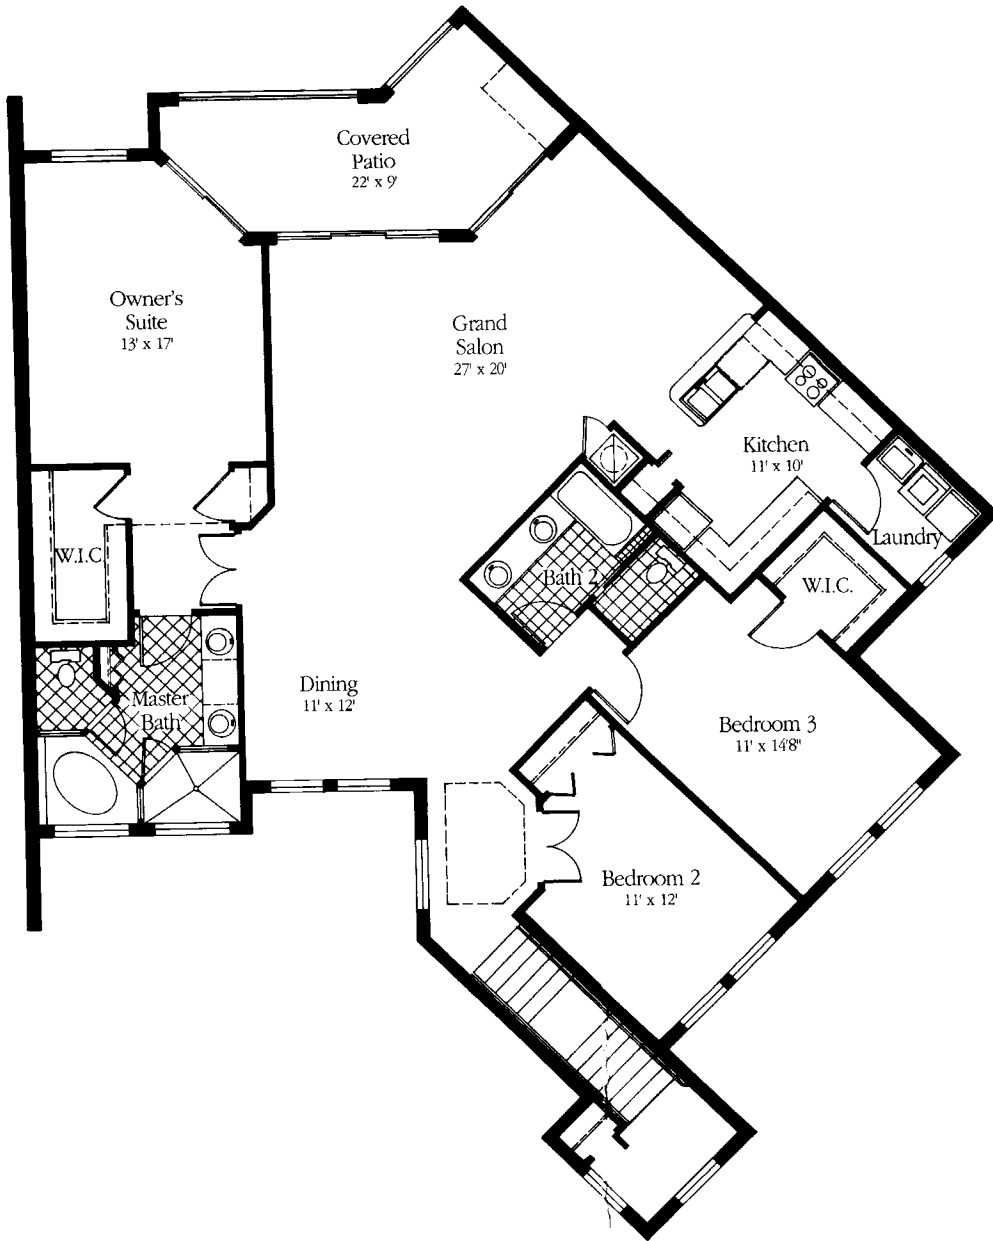 Covered
Patio
22' x 9'
Owner's
Suite
13' x 17'
Grand
Salon
27' x 20'
Kitchen
11' x 10'
Laundry
W.I.C
Bath 2
W.I.C.
Master
Bath
Dining
11' x 12'
Bedroom 3
11' x 14'8"
Bedroom 2
11' x 12'